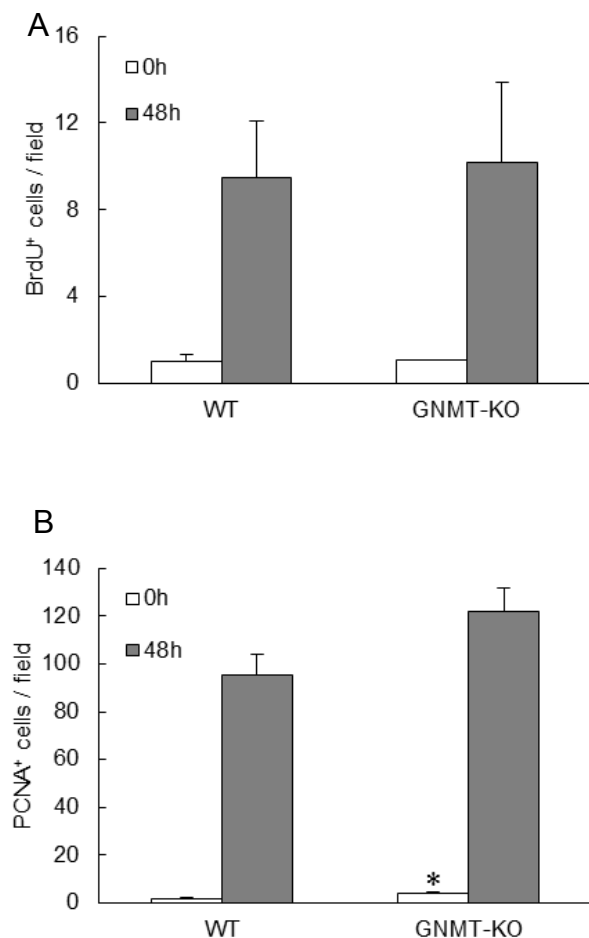 A
16
12
8
4
0
BrdU⁺ cells / field
0h
48h
WT GNMT-KO
B
140
120
100
80
60
40
20
0
PCNA⁺ cells / field
0h
48h
*
WT GNMT-KO